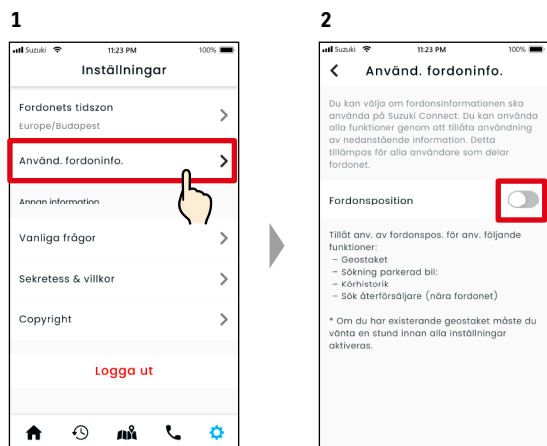 1
Suzuki 11:23 PM 100%
Inställningar
Fordonets tidszon
Europe/Budapest
Använd. fordoninfo.
Annan information
Vanliga frågor
Sekretess & villkor
Copyright
Logga ut
2
Suzuki 11:23 PM 100%
Använd. fordoninfo.
Du kan välja om fordonsinformationen ska
använda på Suzuki Connect. Du kan använda
alla funktioner genom att tillåta användning
av nedanstående information. Detta
tillämpas för alla användare som delar
fordonet.
Fordonsposition
Tillåt anv. av fordonspos. för anv. följande
funktioner:
– Geostaket
– Sökning parkerad bil:
– Körhistorik
– Sök återförsäljare (nära fordonet)
* Om du har existerande geostaket måste du
vänta en stund innan alla inställningar
aktiveras.